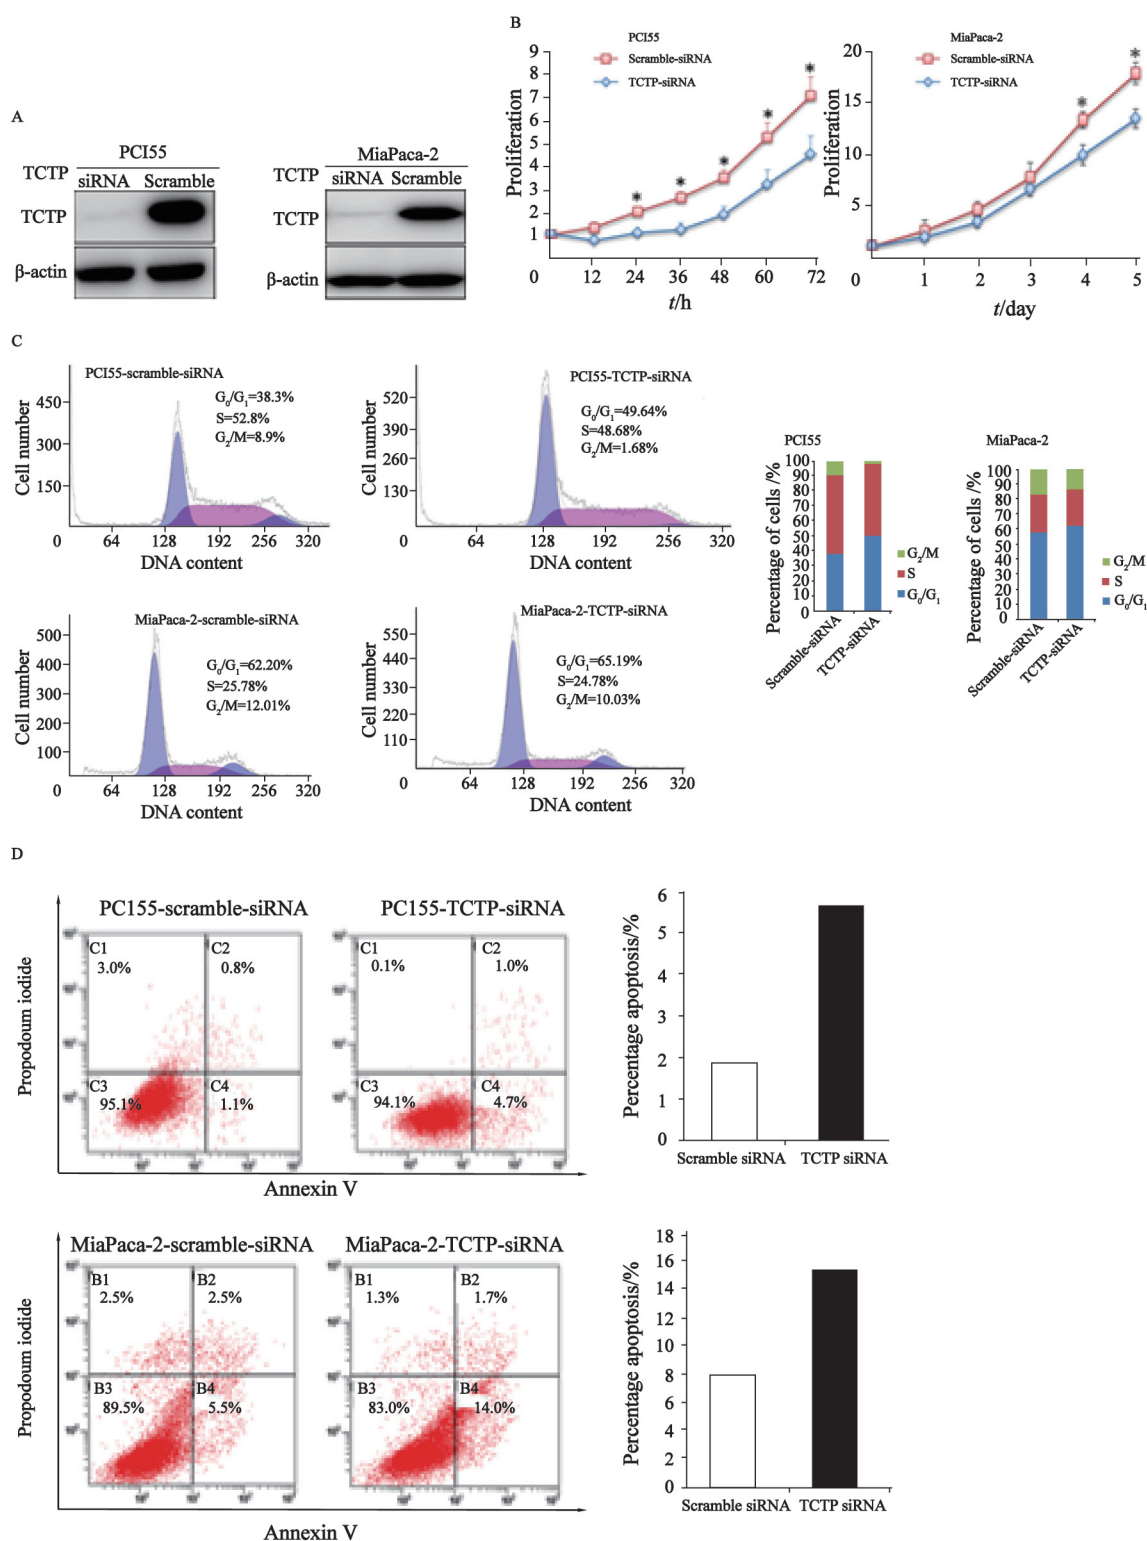 A
PCI55
TCTP siRNA Scramble
TCTP
β-actin
MiaPaca-2
TCTP siRNA Scramble
TCTP
β-actin
B
PCI55
Scramble-siRNA
TCTP-siRNA
Proliferation
9
8
7
6
5
4
3
2
1
0 12 24 36 48 60 72
t/h
* * * * *
MiaPaca-2
Scramble-siRNA
TCTP-siRNA
Proliferation
20
15
10
5
0 1 2 3 4 5
t/day
* *
C
PCI55-scramble-siRNA
G0/G1=38.3%
S=52.8%
G2/M=8.9%
Cell number
450
300
150
0 64 128 192 256 320
DNA content
PCI55-TCTP-siRNA
G0/G1=49.64%
S=48.68%
G2/M=1.68%
Cell number
520
390
260
130
0 64 128 192 256 320
DNA content
MiaPaca-2-scramble-siRNA
G0/G1=62.20%
S=25.78%
G2/M=12.01%
Cell number
500
400
300
200
100
0 64 128 192 256 320
DNA content
MiaPaca-2-TCTP-siRNA
G0/G1=65.19%
S=24.78%
G2/M=10.03%
Cell number
550
440
330
220
110
0 64 128 192 256 320
DNA content
PCI55
Percentage of cells /%
100
90
80
70
60
50
40
30
20
10
0
Scramble-siRNA
TCTP-siRNA
G2/M
S
G0/G1
MiaPaca-2
Percentage of cells /%
100
90
80
70
60
50
40
30
20
10
0
Scramble-siRNA
TCTP-siRNA
G2/M
S
G0/G1
D
Propodoum iodide
PC155-scramble-siRNA
C1
3.0%
C2
0.8%
C3
95.1%
C4
1.1%
PC155-TCTP-siRNA
C1
0.1%
C2
1.0%
C3
94.1%
C4
4.7%
Annexin V
Percentage apoptosis/%
6
5
4
3
2
1
0
Scramble siRNA TCTP siRNA
Propodoum iodide
MiaPaca-2-scramble-siRNA
B1
2.5%
B2
2.5%
B3
89.5%
B4
5.5%
MiaPaca-2-TCTP-siRNA
B1
1.3%
B2
1.7%
B3
83.0%
B4
14.0%
Annexin V
Percentage apoptosis/%
18
16
14
12
10
8
6
4
2
0
Scramble siRNA TCTP siRNA